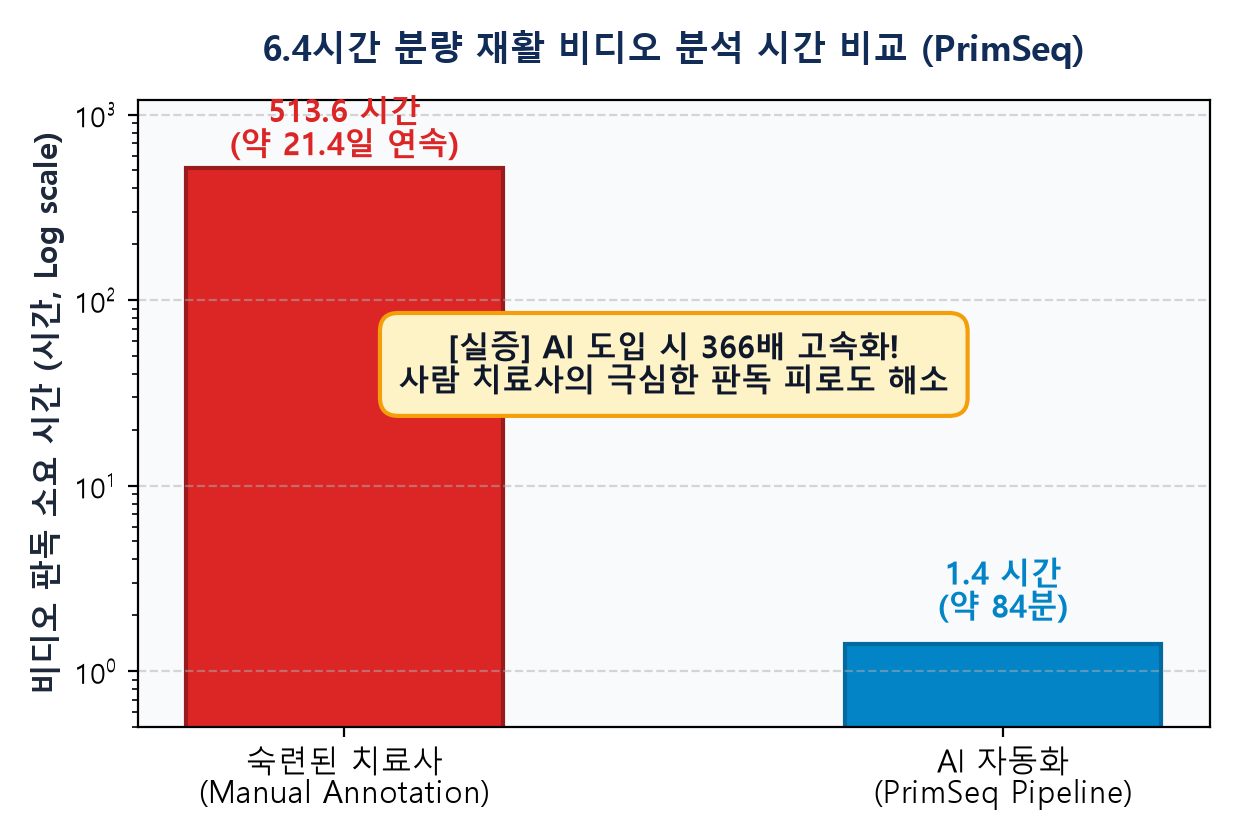 6.4시간 분량 재활 비디오 분석 시간 비교 (PrimSeq)
비디오 판독 소요 시간 (시간, Log scale)
10³
10²
10¹
10⁰
513.6 시간
(약 21.4일 연속)
[실증] AI 도입 시 366배 고속화!
사람 치료사의 극심한 판독 피로도 해소
1.4 시간
(약 84분)
숙련된 치료사
(Manual Annotation)
AI 자동화
(PrimSeq Pipeline)